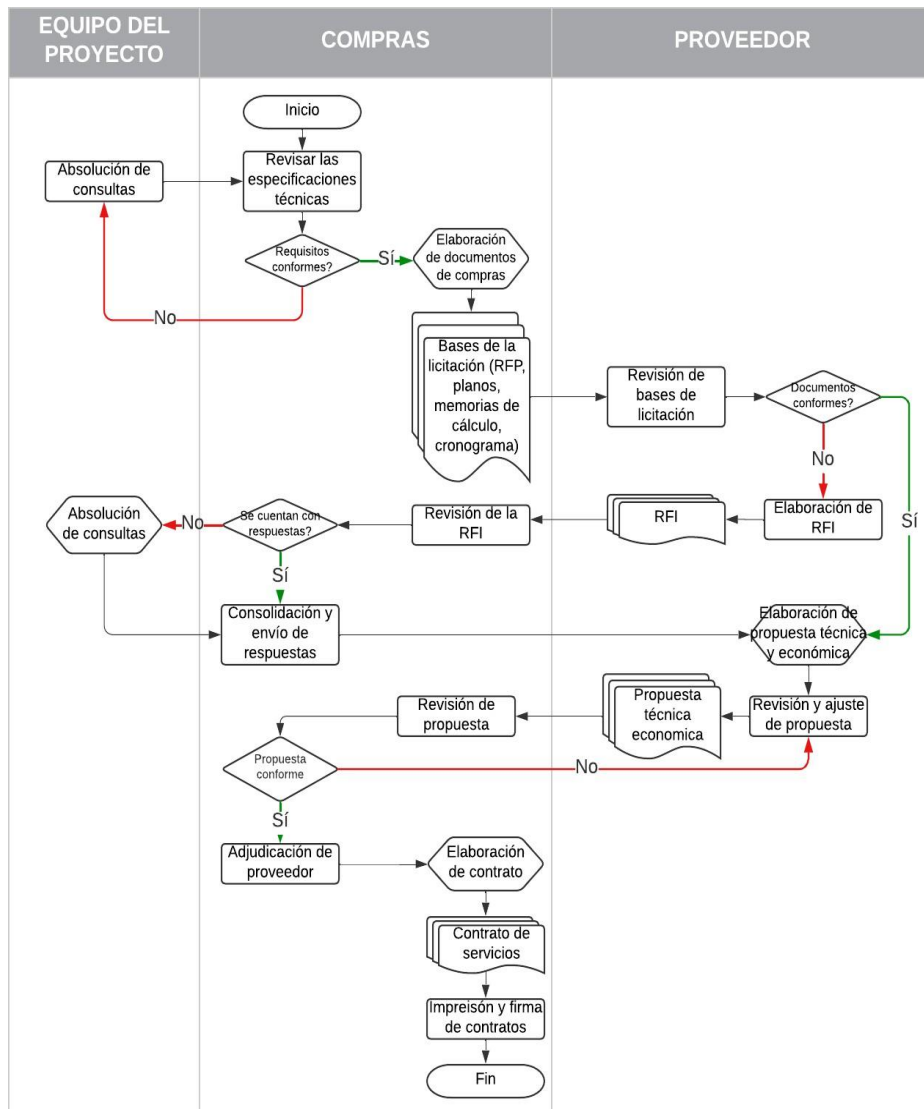 EQUIPO DEL
PROYECTO
COMPRAS
PROVEEDOR
Inicio
Absolución de
consultas
Revisar las
especificaciones
técnicas
Requisitos
conformes?
Sí
Elaboración
de documentos
de compras
No
Bases de la
licitación (RFP,
planos,
memorias de
cálculo,
cronograma)
Revisión de
bases de
licitación
Documentos
conformes?
No
Sí
Absolución
de consultas
No
Se cuentan con
respuestas?
Revisión de
la RFI
RFI
Elaboración de
RFI
Sí
Consolidación y
envío de
respuestas
Elaboración de
propuesta técnica
y económica
Revisión de
propuesta
Propuesta
técnica
economica
Revisión y ajuste
de propuesta
Propuesta
conforme
No
Sí
Adjudicación de
proveedor
Elaboración
de contrato
Contrato de
servicios
Impreisón y firma
de contratos
Fin